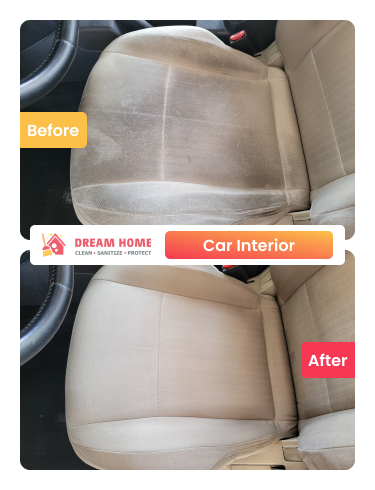 Before
DREAM HOME
CLEAN • SANITIZE • PROTECT
Car Interior
After